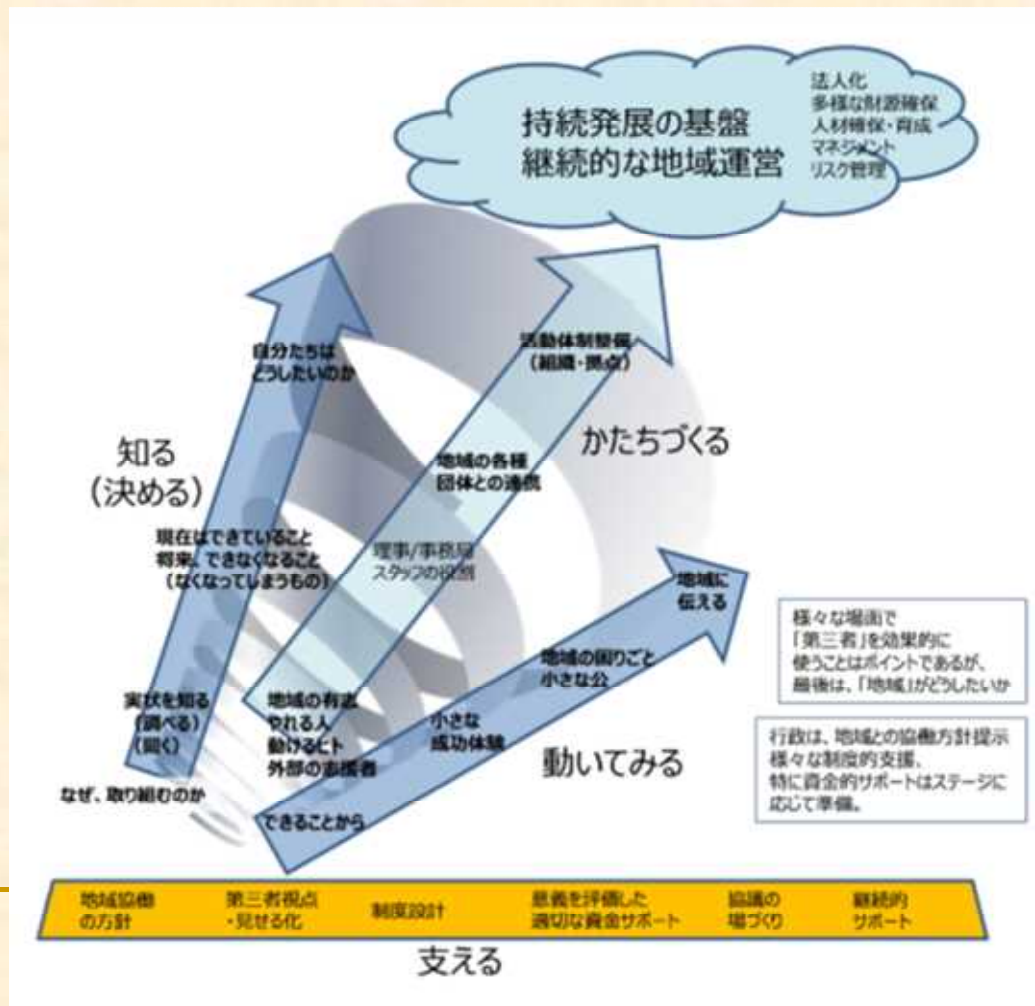 持続発展の基盤
継続的な地域運営
法人化
多様な財源確保
人材確保・育成
マネジメント
リスク管理
自分たちは
どうしたいのか
知る
(決める)
現在はできていること
将来、できなくなること
(なくなってしまうもの)
実状を知る
(調べる)
(聞く)
なぜ、取り組むのか
活動体制整備
(組織・拠点)
かたちづくる
地域の各種
団体との連携
理事/事務局
スタッフの役割
地域の有志
やれる人
動けるヒト
外部の志援者
地域に
伝える
地域の困りごと
小さな公
小さな
成功体験
動いてみる
できることから
様々な場面で
「第三者」を効果的に
使うことはポイントであるが、
最後は、「地域」がどうしたいか
行政は、地域との協働方針提示
様々な制度的支援、
特に資金的サポートはステージに
応じて準備。
地域協働
の方針
第三者視点
・見せる化
制度設計
意義を評価した
適切な資金サポート
協議の
場づくり
継続的
サポート
支える